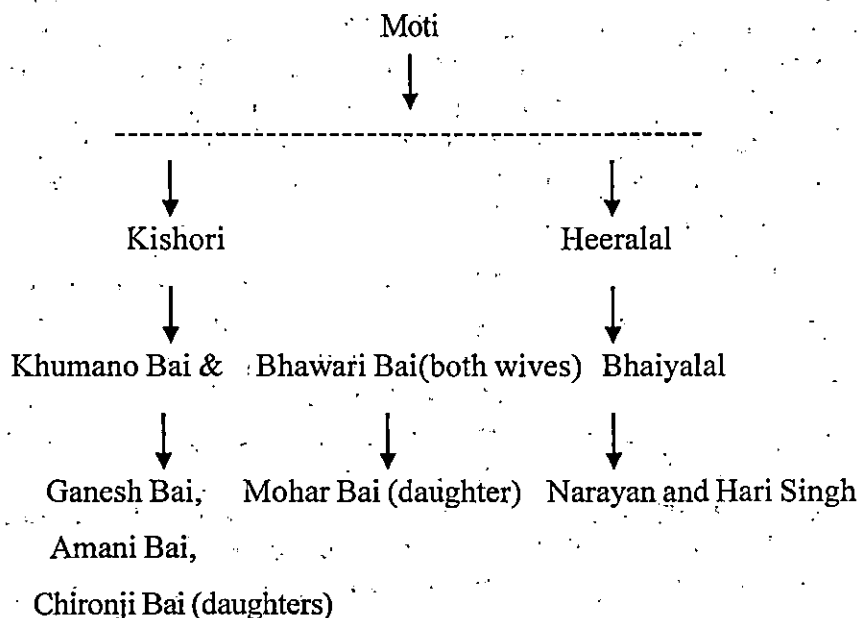 Moti
Kishori Heeralal
Khumano Bai & Bhawari Bai(both wives) Bhaiyalal
Ganesh Bai, Mohar Bai (daughter) Narayan and Hari Singh
Amani Bai,
Chironji Bai (daughters)